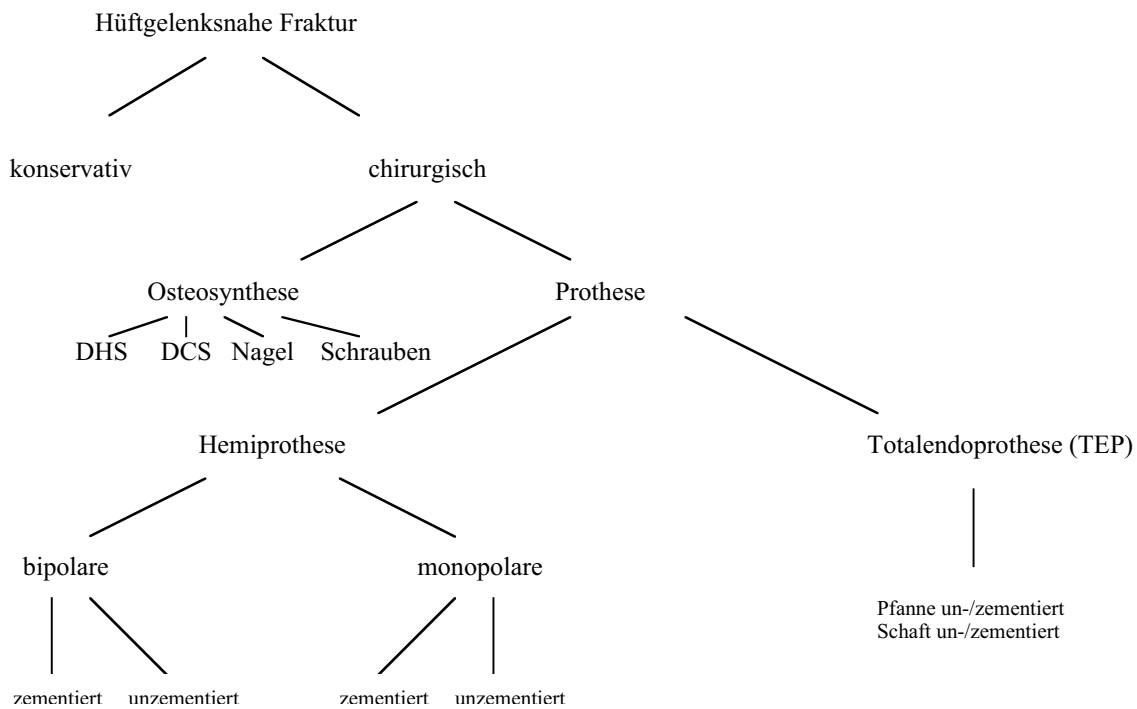 Hüftgelenksnahe Fraktur
konservativ chirurgisch
Osteosynthese Prothese
DHS DCS Nagel Schrauben
Hemiprothese Totalendoprothese (TEP)
bipolare monopolare
Pfanne un-/zementiert
Schaft un-/zementiert
zementiert unzementiert zementiert unzementiert